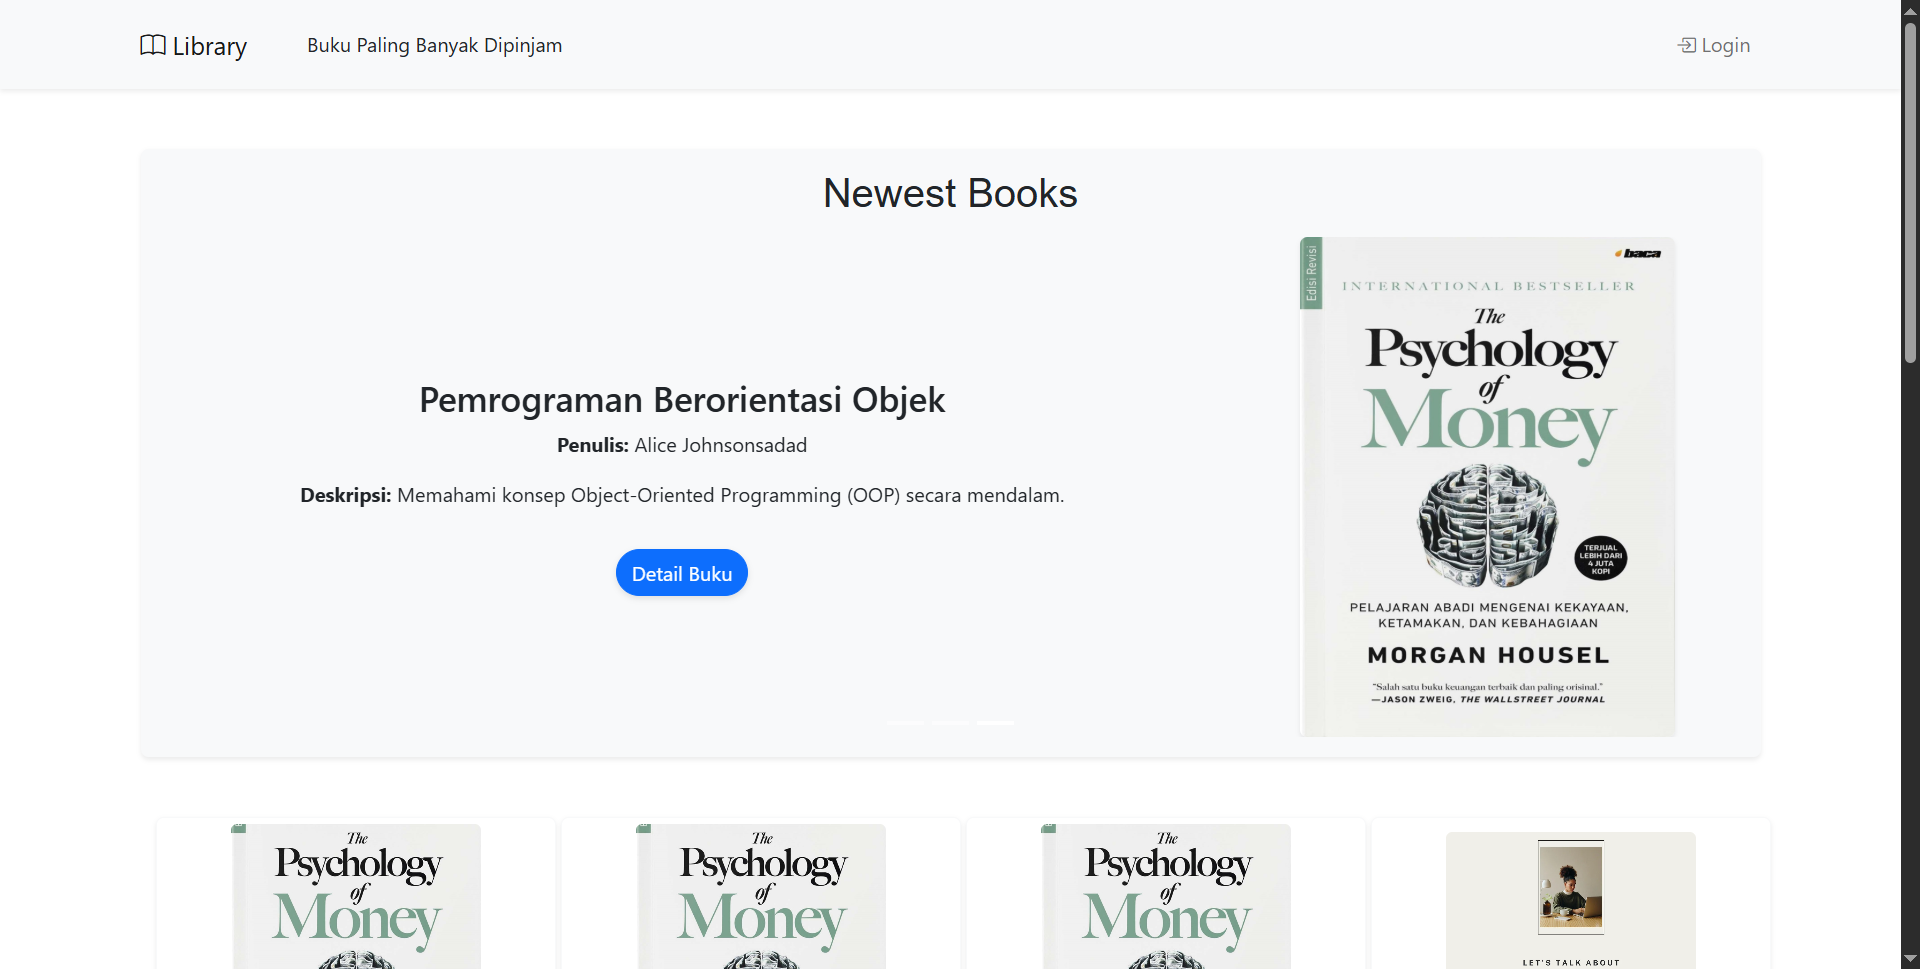 Library
Buku Paling Banyak Dipinjam
Login
Newest Books
Pemrograman Berorientasi Objek
Penulis: Alice Johnsonsadad
Deskripsi: Memahami konsep Object-Oriented Programming (OOP) secara mendalam.
Detail Buku
Edisi Revisi
baca
INTERNATIONAL BESTSELLER
The
Psychology
of
Money
TERJUAL
LEBIH DARI
4 JUTA
KOPI
PELAJARAN ABADI MENGENAI KEKAYAAN,
KETAMAKAN, DAN KEBAHAGIAAN
MORGAN HOUSEL
"Salah satu buku keuangan terbaik dan paling orisinal."
—JASON ZWEIG, THE WALLSTREET JOURNAL
The
Psychology
of
Money
The
Psychology
of
Money
The
Psychology
of
Money
LET'S TALK ABOUT